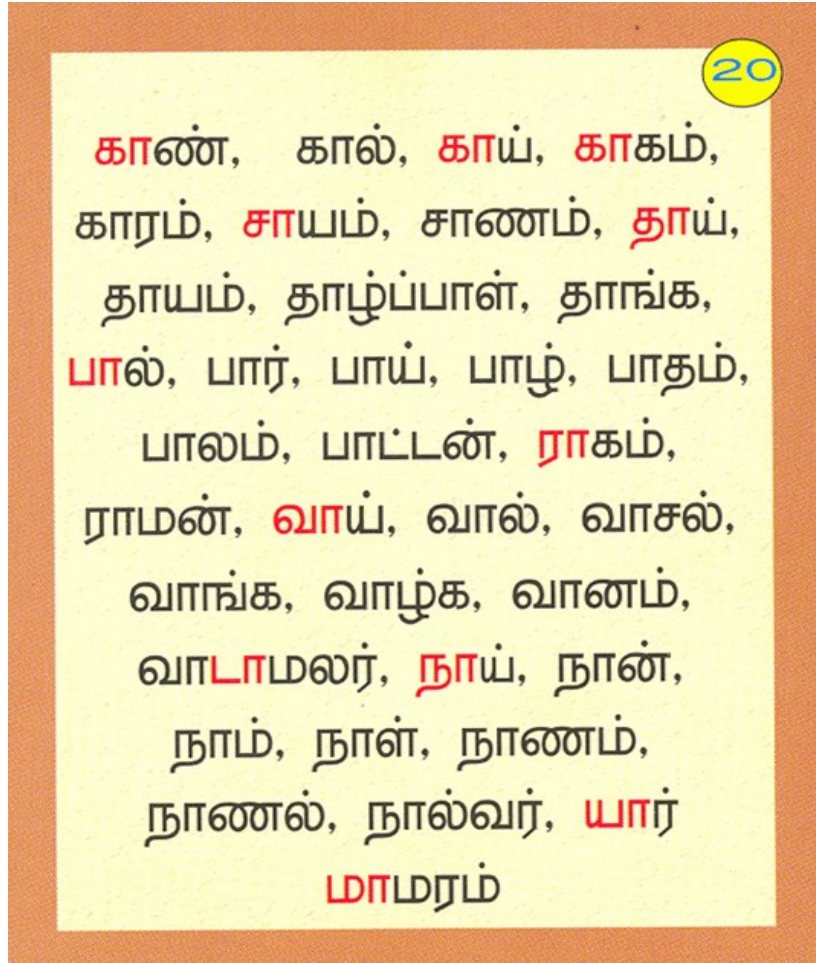 20
காண், கால், காய், காகம்,
காரம், சாயம், சாணம், தாய்,
தாயம், தாழ்ப்பாள், தாங்க,
பால், பார், பாய், பாழ், பாதம்,
பாலம், பாட்டன், ராகம்,
ராமன், வாய், வால், வாசல்,
வாங்க, வாழ்க, வானம்,
வாடாமலர், நாய், நான்,
நாம், நாள், நாணம்,
நாணல், நால்வர், யார்
மாமரம்